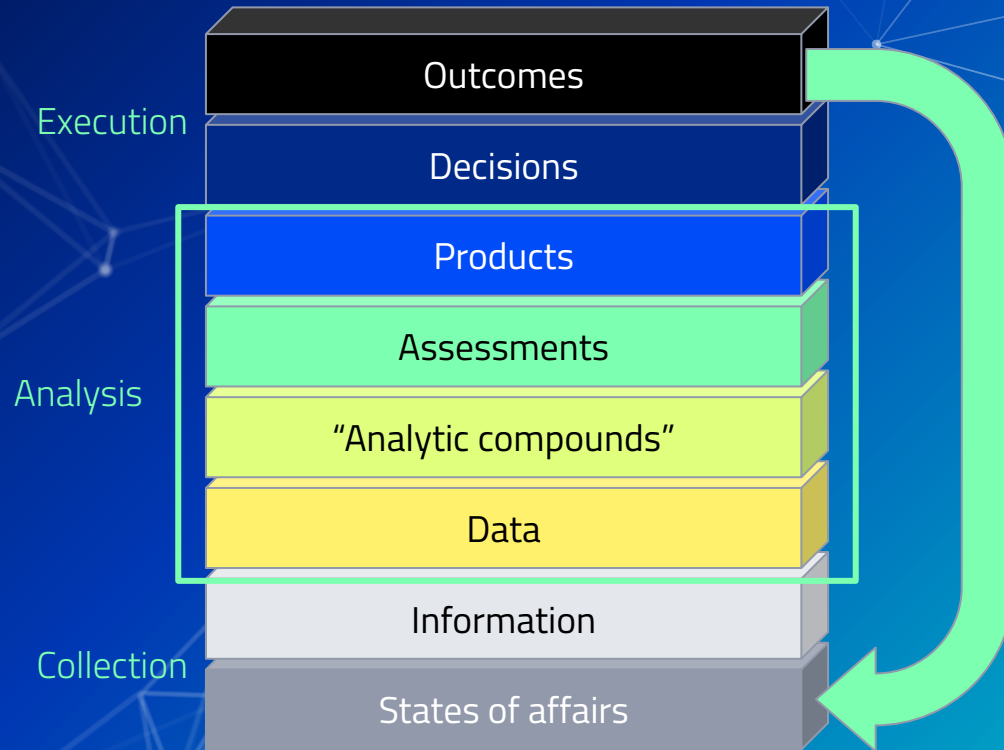 Outcomes
Execution
Decisions
Products
Assessments
Analysis
“Analytic compounds”
Data
Information
Collection
States of affairs